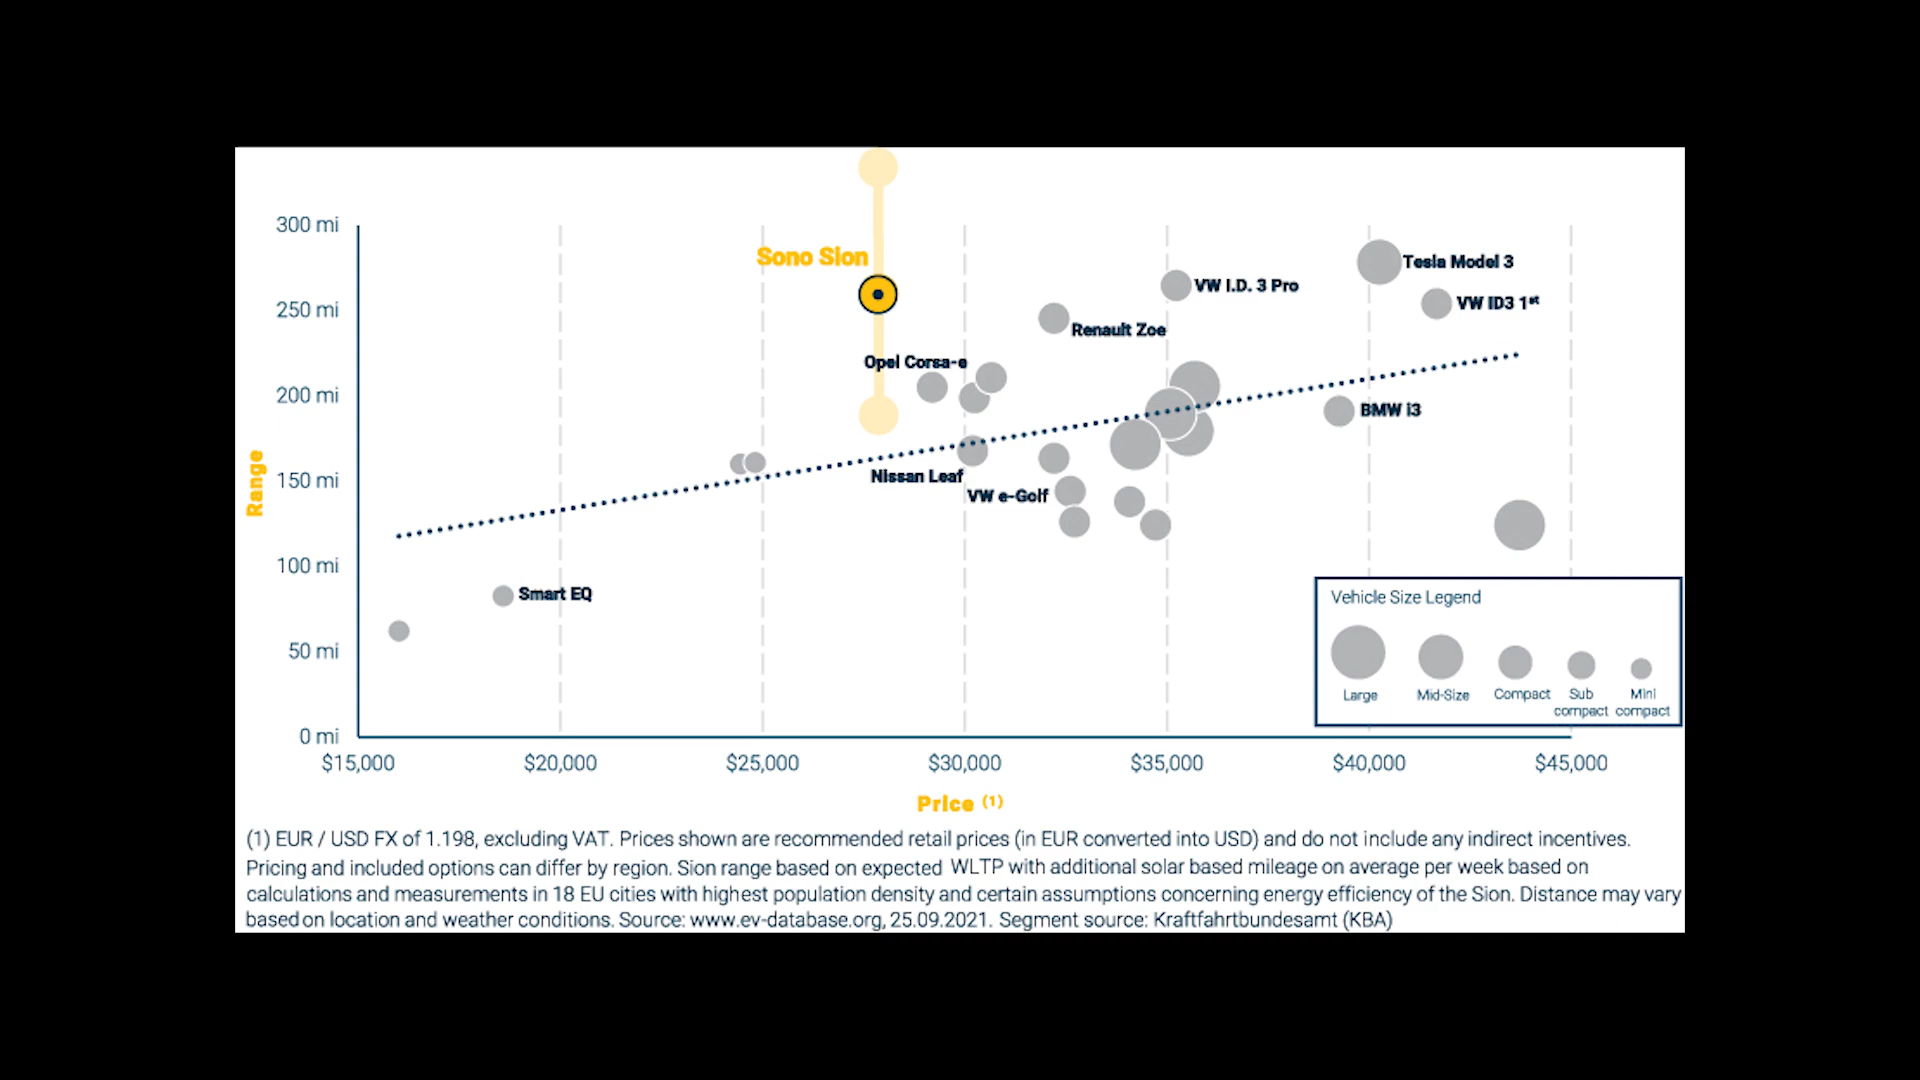 300 mi
Sono Sion
Tesla Model 3
VW I.D. 3 Pro
VW ID3 1st
250 mi
Renault Zoe
Opel Corsa-e
200 mi
BMW i3
Range
150 mi
Nissan Leaf
VW e-Golf
100 mi
Smart EQ
Vehicle Size Legend
50 mi
Large Mid-Size Compact Sub compact Mini compact
0 mi
$15,000 $20,000 $25,000 $30,000 $35,000 $40,000 $45,000
Price (1)
(1) EUR / USD FX of 1.198, excluding VAT. Prices shown are recommended retail prices (in EUR converted into USD) and do not include any indirect incentives.
Pricing and included options can differ by region. Sion range based on expected WLTP with additional solar based mileage on average per week based on
calculations and measurements in 18 EU cities with highest population density and certain assumptions concerning energy efficiency of the Sion. Distance may vary
based on location and weather conditions. Source: www.ev-database.org, 25.09.2021. Segment source: Kraftfahrtbundesamt (KBA)